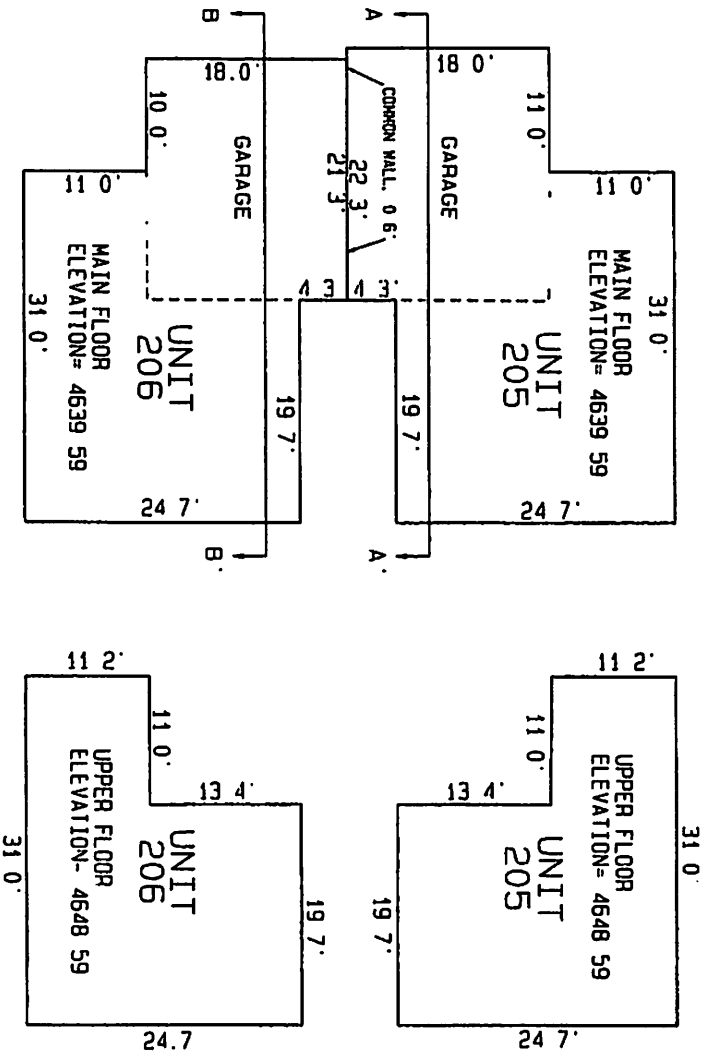 B
A
18.0'
18 0'
10 0'
11 0'
COMMON WALL, 0 6'
GARAGE
GARAGE
22 3'
21 3'
11 0'
11 0'
4 3'
4 3'
MAIN FLOOR
ELEVATION= 4639 59
MAIN FLOOR
ELEVATION= 4639 59
31 0'
31 0'
UNIT
206
UNIT
205
19 7'
19 7'
24 7'
24 7'
B'
A'
11 2'
11 2'
11 0'
11 0'
UPPER FLOOR
ELEVATION- 4648 59
UPPER FLOOR
ELEVATION= 4648 59
13 4'
13 4'
31 0'
31 0'
UNIT
206
UNIT
205
19 7'
19 7'
24.7
24 7'